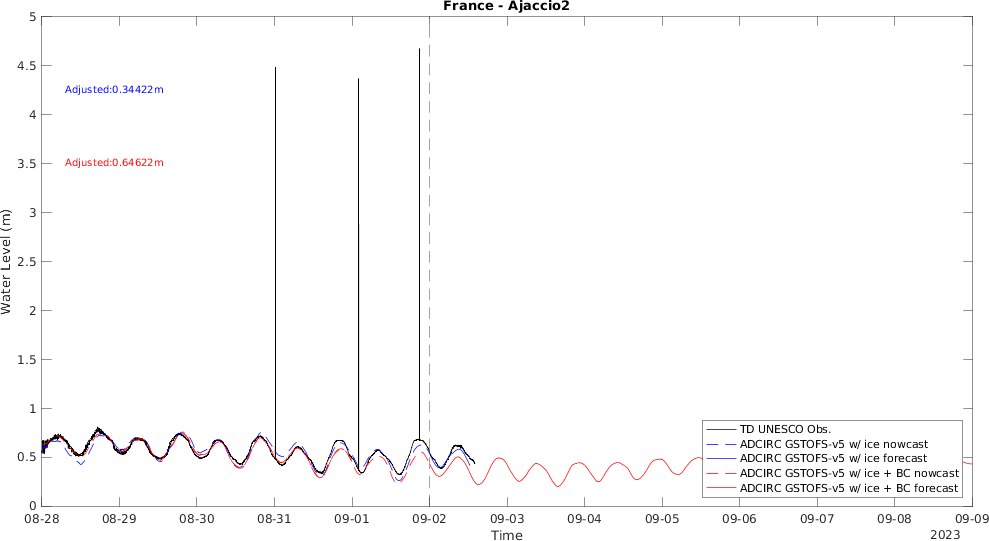 France - Ajaccio2
5
4.5
4
3.5
3
2.5
2
1.5
1
0.5
0
Water Level (m)
Adjusted:0.34422m
Adjusted:0.64622m
TD UNESCO Obs.
ADCIRC GSTOFS-v5 w/ ice nowcast
ADCIRC GSTOFS-v5 w/ ice forecast
ADCIRC GSTOFS-v5 w/ ice + BC nowcast
ADCIRC GSTOFS-v5 w/ ice + BC forecast
08-28 08-29 08-30 08-31 09-01 09-02 09-03 09-04 09-05 09-06 09-07 09-08 09-09
Time
2023